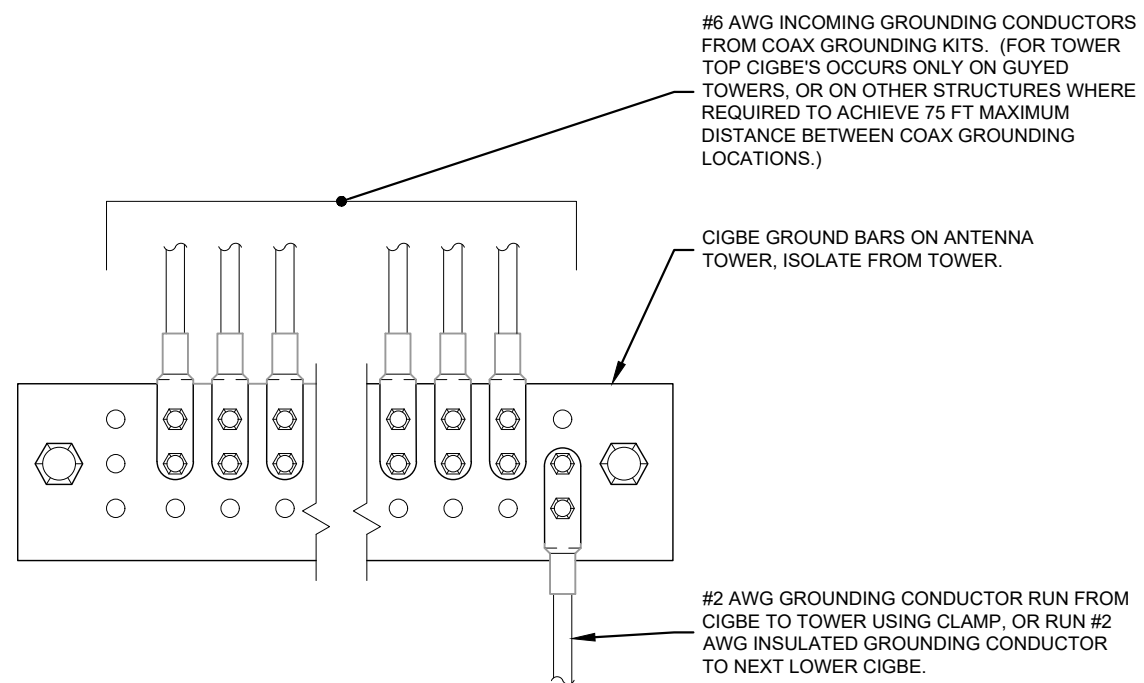 #6 AWG INCOMING GROUNDING CONDUCTORS
FROM COAX GROUNDING KITS.  (FOR TOWER
TOP CIGBE'S OCCURS ONLY ON GUYED
TOWERS, OR ON OTHER STRUCTURES WHERE
REQUIRED TO ACHIEVE 75 FT MAXIMUM
DISTANCE BETWEEN COAX GROUNDING
LOCATIONS.)
CIGBE GROUND BARS ON ANTENNA
TOWER, ISOLATE FROM TOWER.
#2 AWG GROUNDING CONDUCTOR RUN FROM
CIGBE TO TOWER USING CLAMP, OR RUN #2
AWG INSULATED GROUNDING CONDUCTOR
TO NEXT LOWER CIGBE.